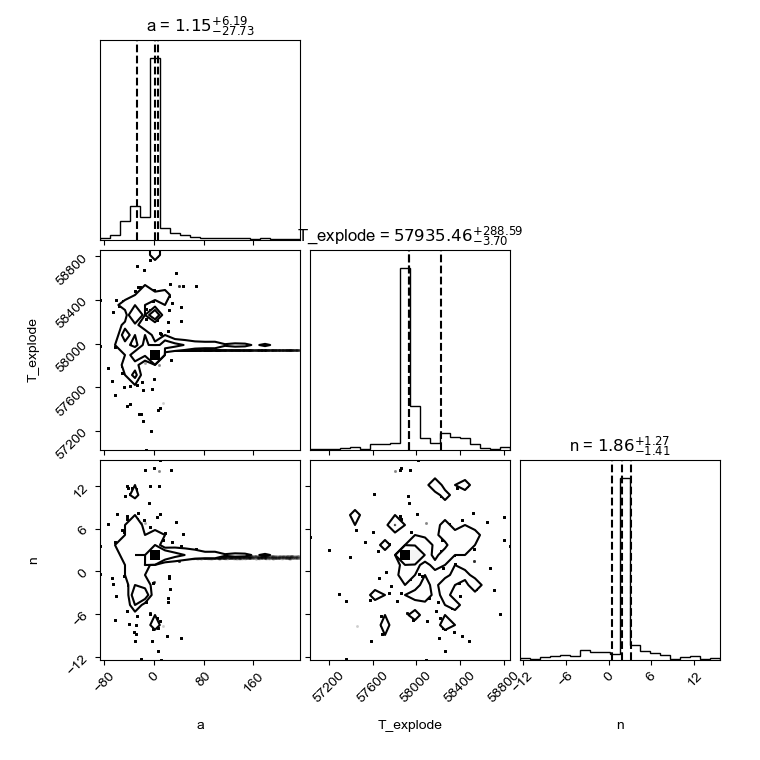 a = 1.15+6.19−27.73
T_explode = 57935.46+288.59−3.70
58800
58400
58000
57600
57200
T_explode
n = 1.86+1.27−1.41
12
6
0
−6
−12
n
−80 0 80 160
57200 57600 58000 58400 58800
−12 −6 0 6 12
a T_explode n